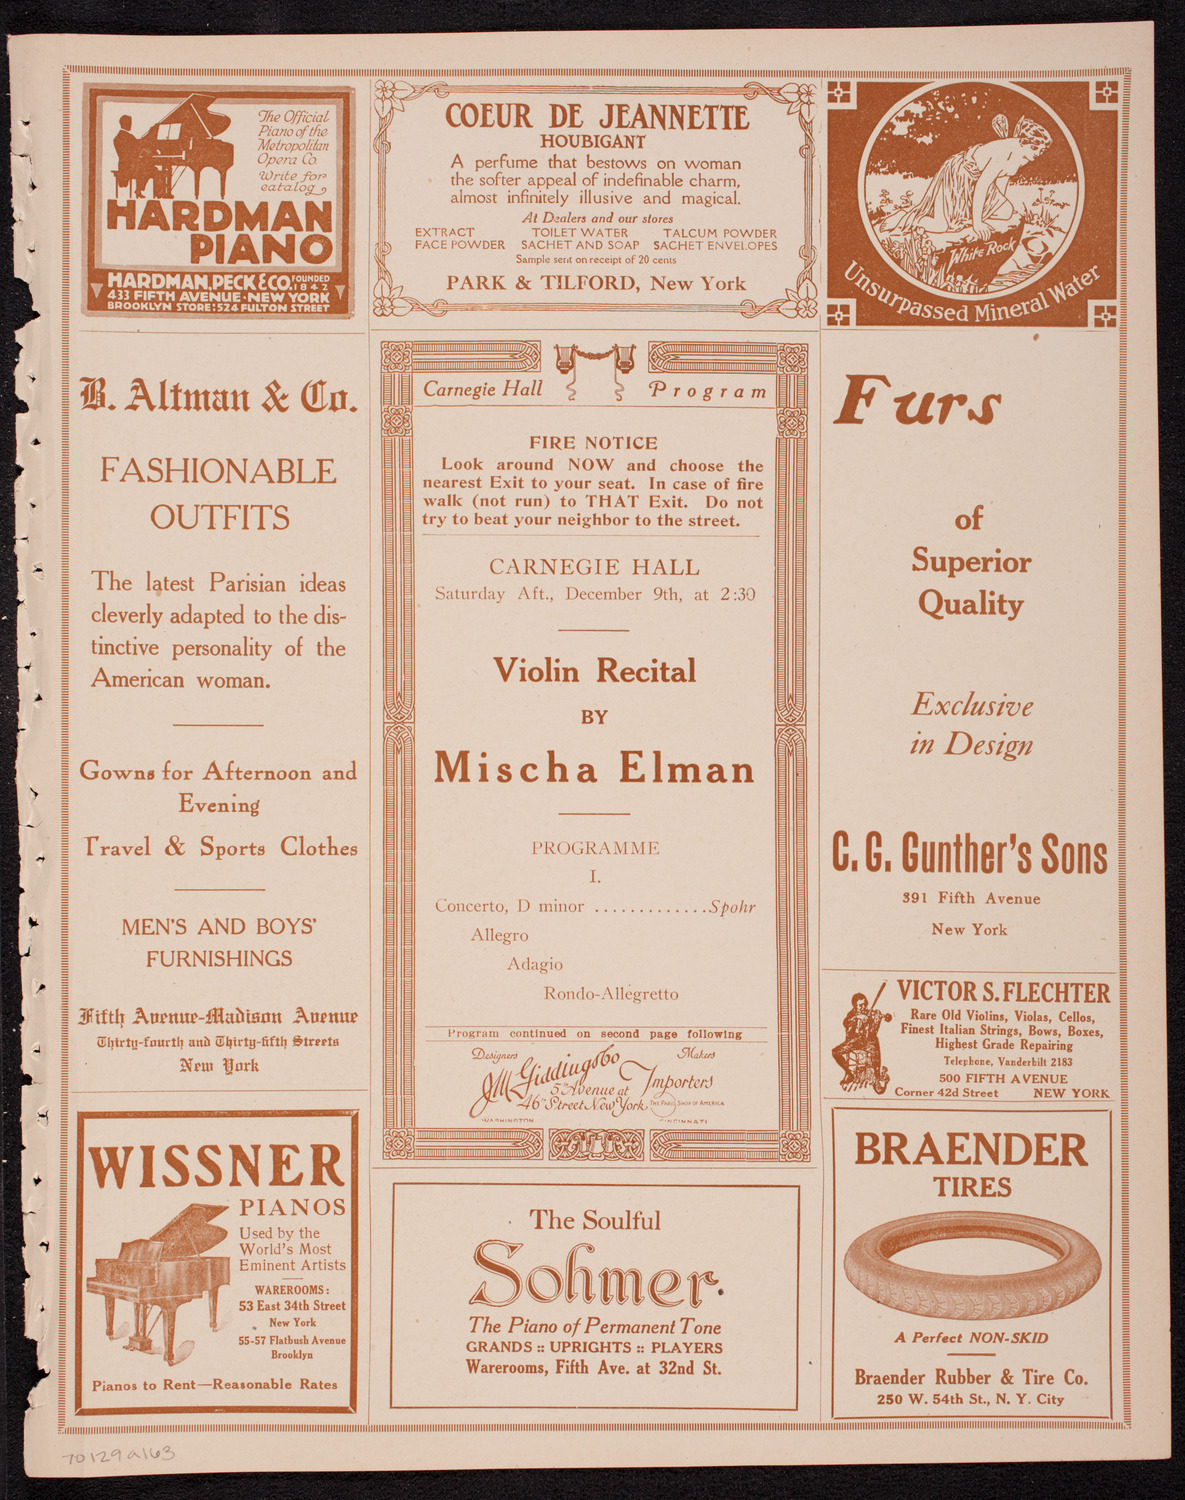 The Official
Piano of the
Metropolitan
Opera Co.
Write for
catalog
HARDMAN
PIANO
HARDMAN, PECK & CO. FOUNDED 1842
433 FIFTH AVENUE · NEW YORK
BROOKLYN STORE: 524 FULTON STREET
COEUR DE JEANNETTE
HOUBIGANT
A perfume that bestows on woman
the softer appeal of indefinable charm,
almost infinitely illusive and magical.
At Dealers and our stores
EXTRACT TOILET WATER TALCUM POWDER
FACE POWDER SACHET AND SOAP SACHET ENVELOPES
Sample sent on receipt of 20 cents
PARK & TILFORD, New York
White Rock
Unsurpassed Mineral Water
B. Altman & Co.
FASHIONABLE
OUTFITS
The latest Parisian ideas
cleverly adapted to the dis-
tinctive personality of the
American woman.
Gowns for Afternoon and
Evening
Travel & Sports Clothes
MEN'S AND BOYS'
FURNISHINGS
Fifth Avenue-Madison Avenue
Thirty-fourth and Thirty-fifth Streets
New York
WISSNER
PIANOS
Used by the
World's Most
Eminent Artists
WAREROOMS:
53 East 34th Street
New York
55-57 Flatbush Avenue
Brooklyn
Pianos to Rent—Reasonable Rates
Carnegie Hall Program
FIRE NOTICE
Look around NOW and choose the
nearest Exit to your seat. In case of fire
walk (not run) to THAT Exit. Do not
try to beat your neighbor to the street.
CARNEGIE HALL
Saturday Aft., December 9th, at 2:30
Violin Recital
BY
Mischa Elman
PROGRAMME
I.
Concerto, D minor .............Spohr
Allegro
Adagio
Rondo-Allegretto
Program continued on second page following
Designers Makers
J.M. Gidding & Co
Importers
5th Avenue at
46th Street New York
THE PARIS SHOP OF AMERICA
WASHINGTON CINCINNATI
The Soulful
Sohmer.
The Piano of Permanent Tone
GRANDS :: UPRIGHTS :: PLAYERS
Warerooms, Fifth Ave. at 32nd St.
Furs
of
Superior
Quality
Exclusive
in Design
C. G. Gunther's Sons
391 Fifth Avenue
New York
VICTOR S. FLECHTER
Rare Old Violins, Violas, Cellos,
Finest Italian Strings, Bows, Boxes,
Highest Grade Repairing
Telephone, Vanderbilt 2183
500 FIFTH AVENUE
Corner 42d Street NEW YORK
BRAENDER
TIRES
A Perfect NON-SKID
Braender Rubber & Tire Co.
250 W. 54th St., N. Y. City
70129a163